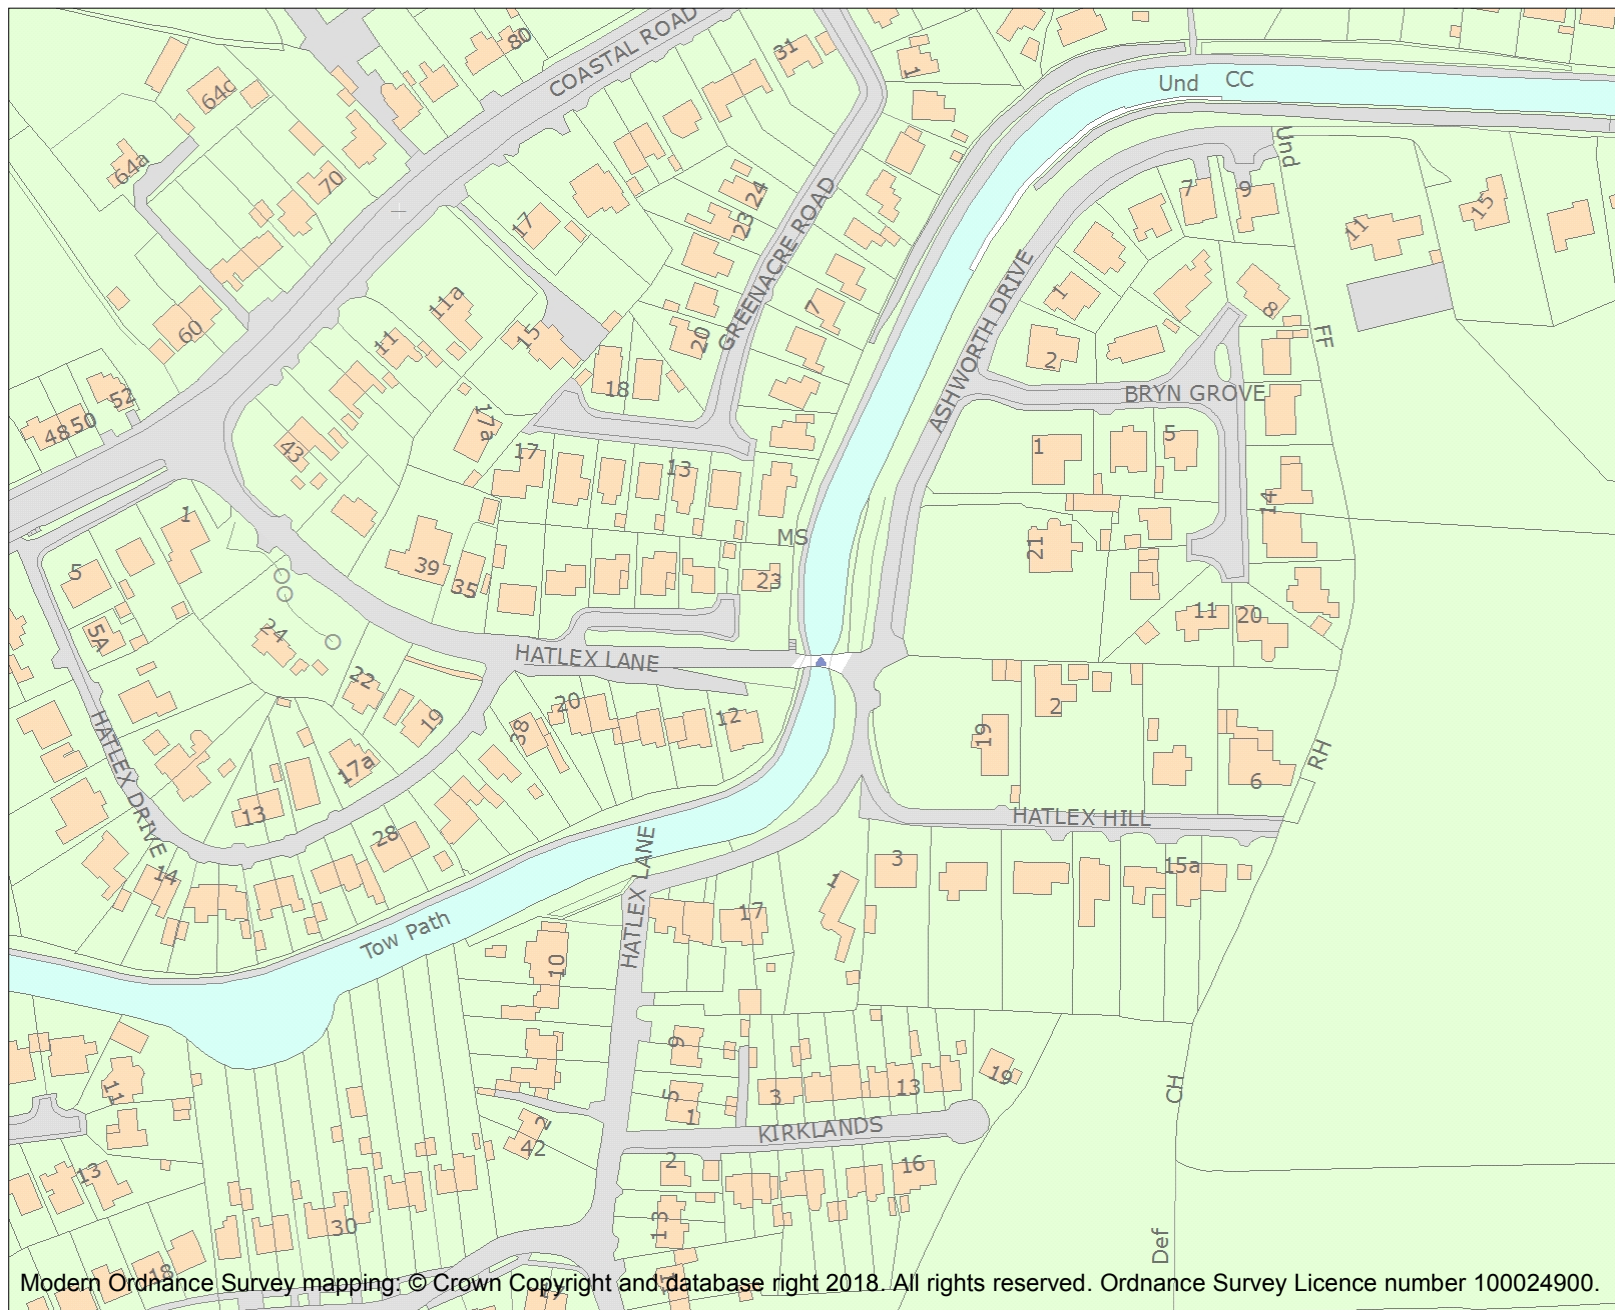 80
COASTAL ROAD
31
1
Und
CC
64c
64a
70
Und
7
9
17
24
23
GREENACRE ROAD
11
15
ASHWORTH DRIVE
1
11a
60
11
15
20
7
8
FF
2
18
52
50
48
BRYN GROVE
17a
43
17
13
1
5
14
1
MS
21
39
35
23
5
5A
24
11
20
HATLEX LANE
22
20
12
38
19
2
19
17a
RH
6
HATLEX DRIVE
13
28
HATLEX HILL
HATLEX LANE
14
3
15a
1
17
Tow Path
10
9
11
5
1
3
13
19
CH
KIRKLANDS
2
42
2
16
13
30
13
Def
18
17
Modern Ordnance Survey mapping: © Crown Copyright and database right 2018. All rights reserved. Ordnance Survey Licence number 100024900.